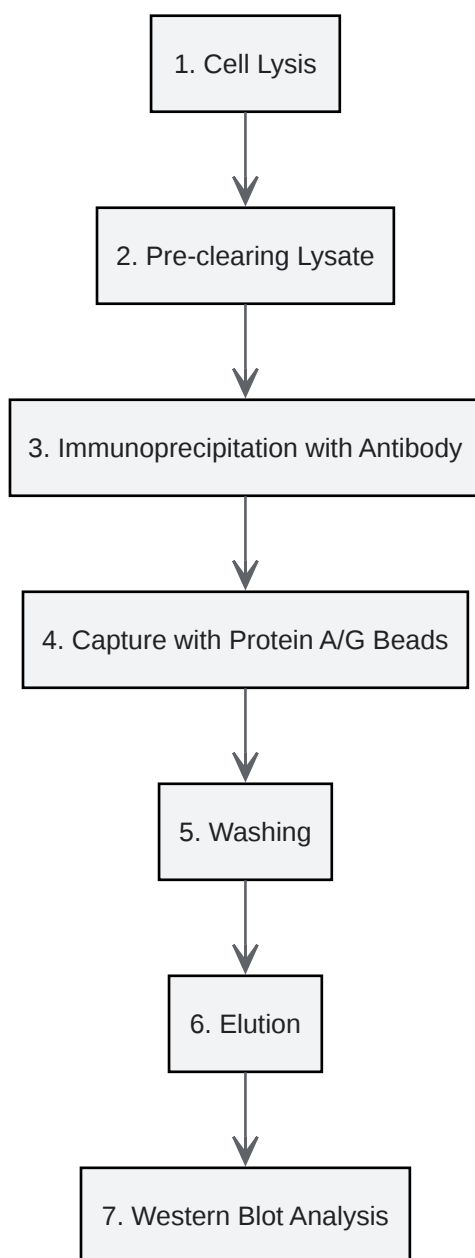 1. Cell Lysis
2. Pre-clearing Lysate
3. Immunoprecipitation with Antibody
4. Capture with Protein A/G Beads
5. Washing
6. Elution
7. Western Blot Analysis